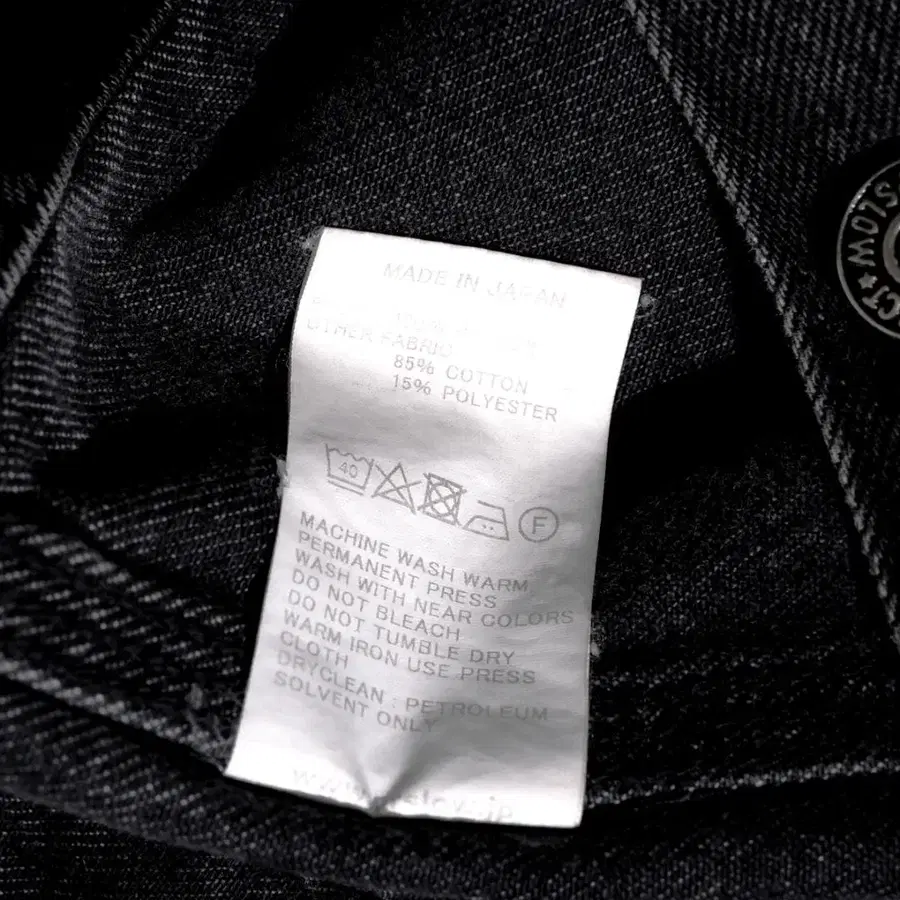 MADE IN JAPAN
OTHER FABRIC
85% COTTON
15% POLYESTER
40
F
MACHINE WASH WARM
PERMANENT PRESS
WASH WITH NEAR COLORS
DO NOT BLEACH
DO NOT TUMBLE DRY
WARM IRON USE PRESS
CLOTH
DRYCLEAN : PETROLEUM
SOLVENT ONLY
SLOW